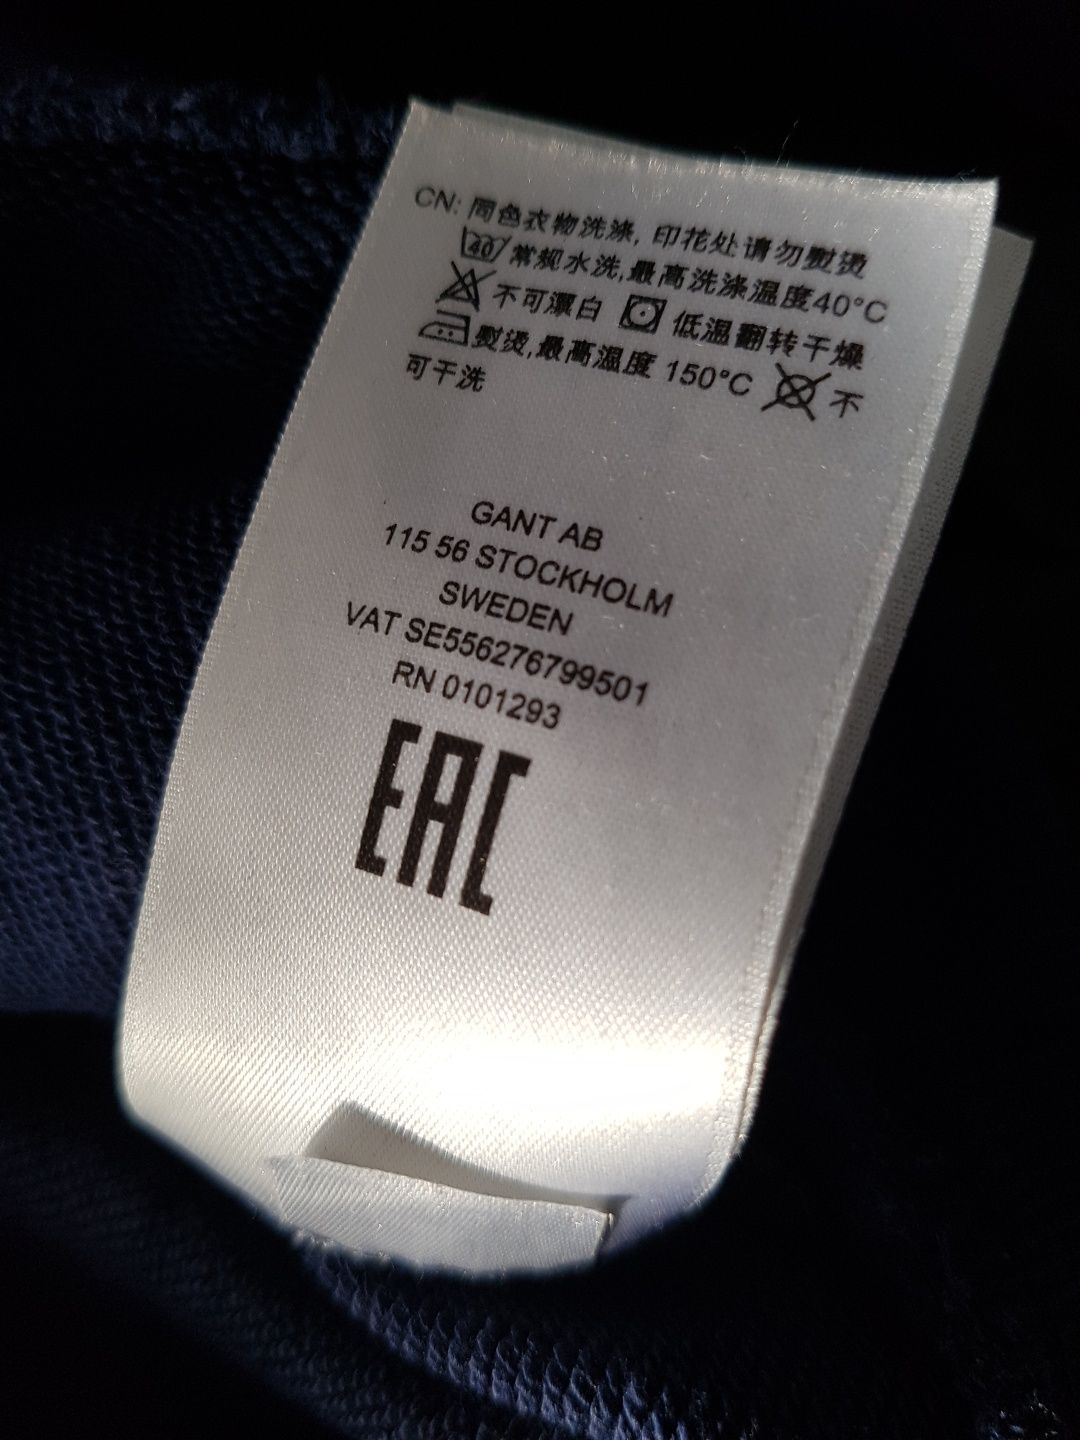 CN: 同色衣物洗涤, 印花处请勿熨烫
40 常规水洗,最高洗涤温度40°C
不可漂白 低温翻转干燥
熨烫,最高温度 150°C 不
可干洗
GANT AB
115 56 STOCKHOLM
SWEDEN
VAT SE556276799501
RN 0101293
EAC